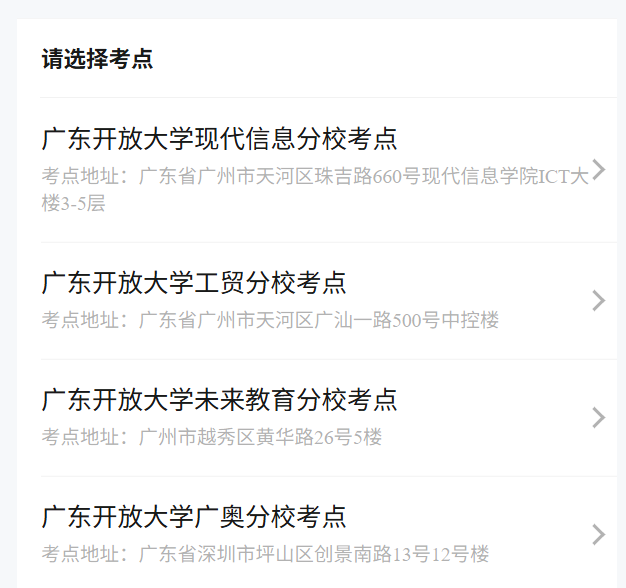 请选择考点
广东开放大学现代信息分校考点
考点地址：广东省广州市天河区珠吉路660号现代信息学院ICT大
楼3-5层
广东开放大学工贸分校考点
考点地址：广东省广州市天河区广汕一路500号中控楼
广东开放大学未来教育分校考点
考点地址：广州市越秀区黄华路26号5楼
广东开放大学广奥分校考点
考点地址：广东省深圳市坪山区创景南路13号12号楼